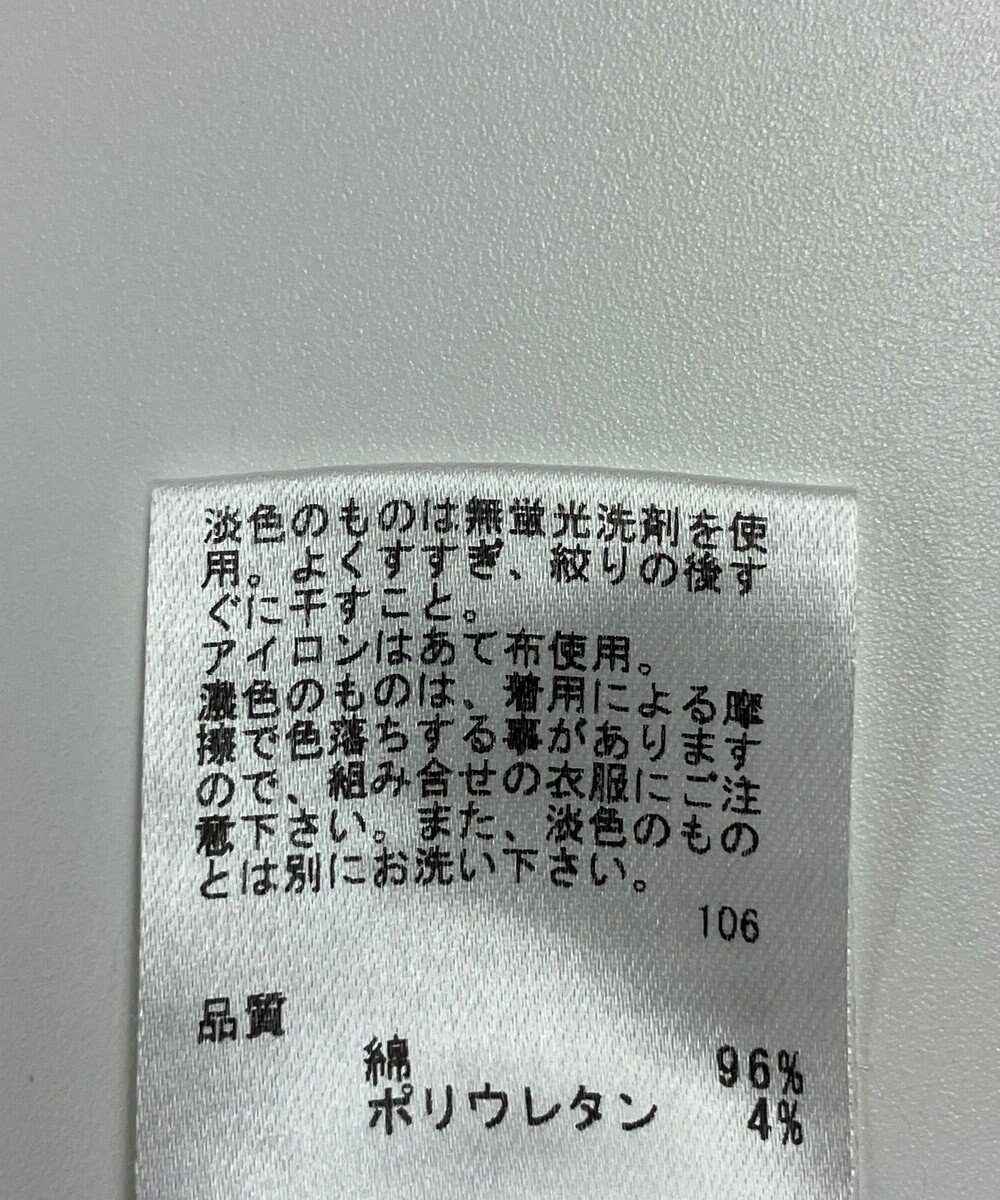 淡色のものは無蛍光洗剤を使
用。よくすすぎ、絞りの後す
ぐに干すこと。
アイロンはあて布使用。
濃色のものは、着用による摩
擦で色落ちする事があります
ので、組み合せの衣服にご注
意下さい。また、淡色のもの
とは別にお洗い下さい。
106
品質
綿 96%
ポリウレタン 4%